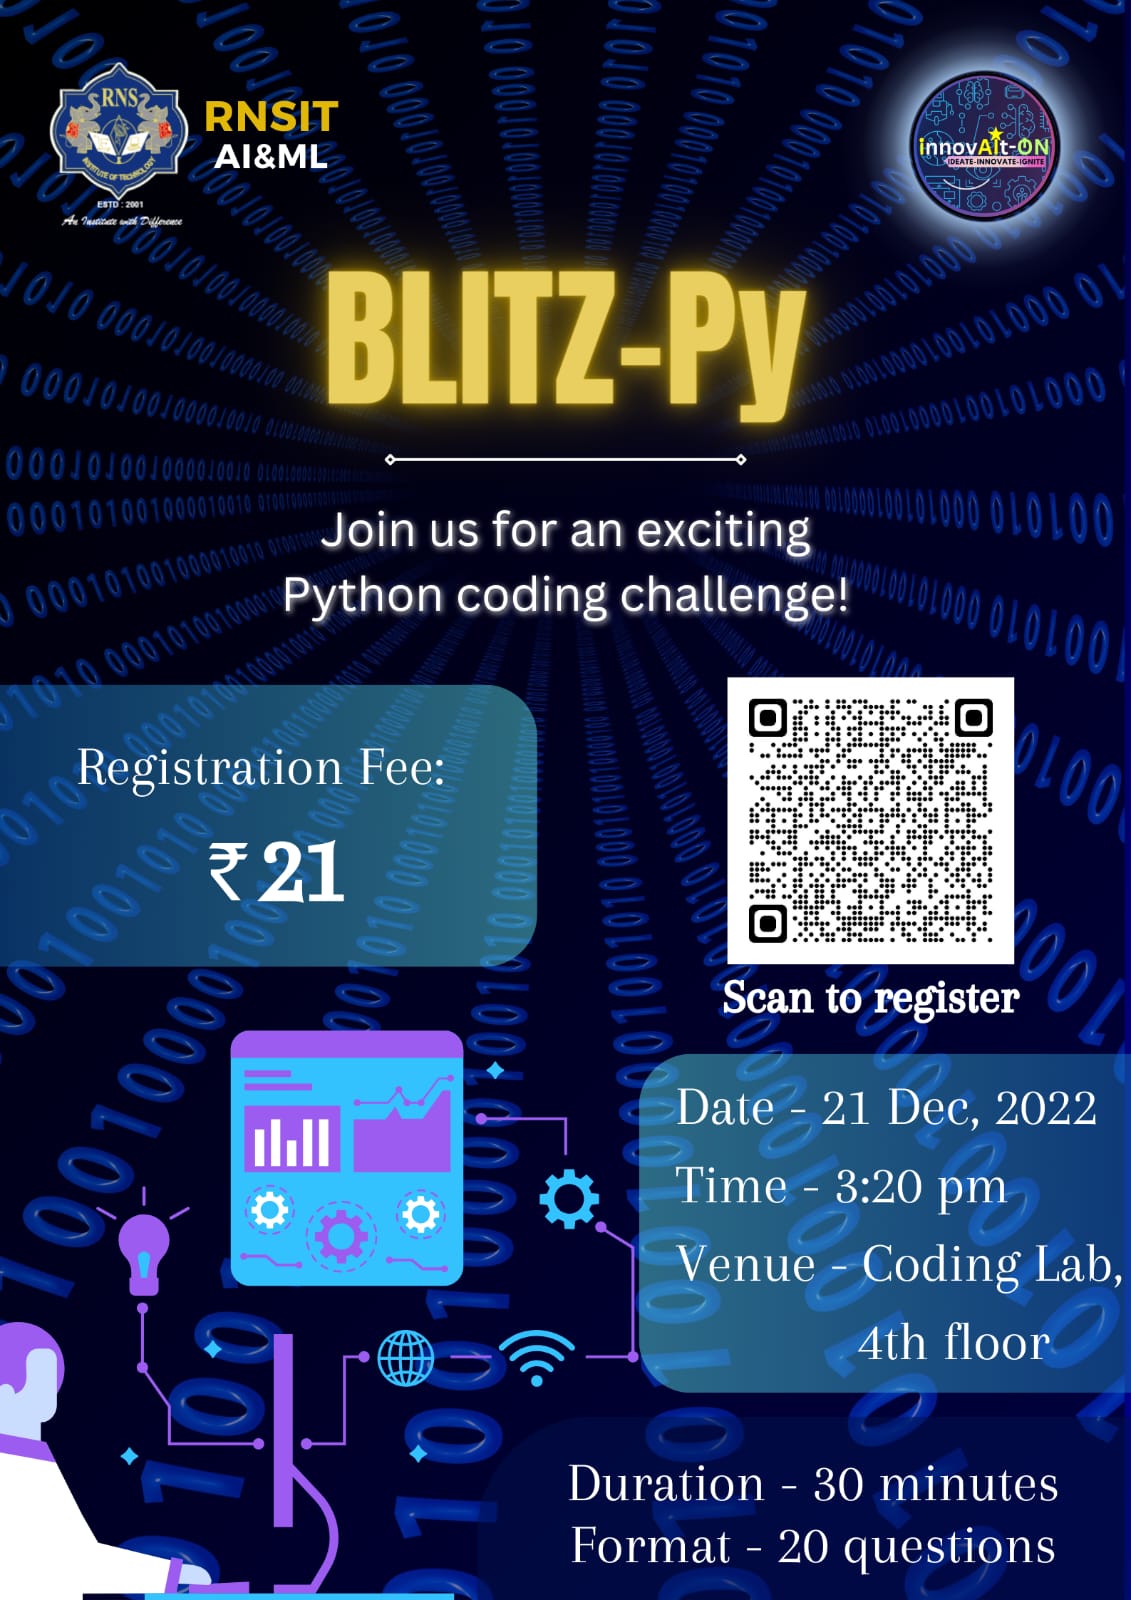 RNS
INSTITUTE OF TECHNOLOGY
ESTD : 2001
An Institute with Difference
RNSIT
AI&ML
innovAIt-ON
IDEATE-INNOVATE-IGNITE
BLITZ-Py
Join us for an exciting
Python coding challenge!
Registration Fee:
₹21
Scan to register
Date - 21 Dec, 2022
Time - 3:20 pm
Venue - Coding Lab,
4th floor
Duration - 30 minutes
Format - 20 questions